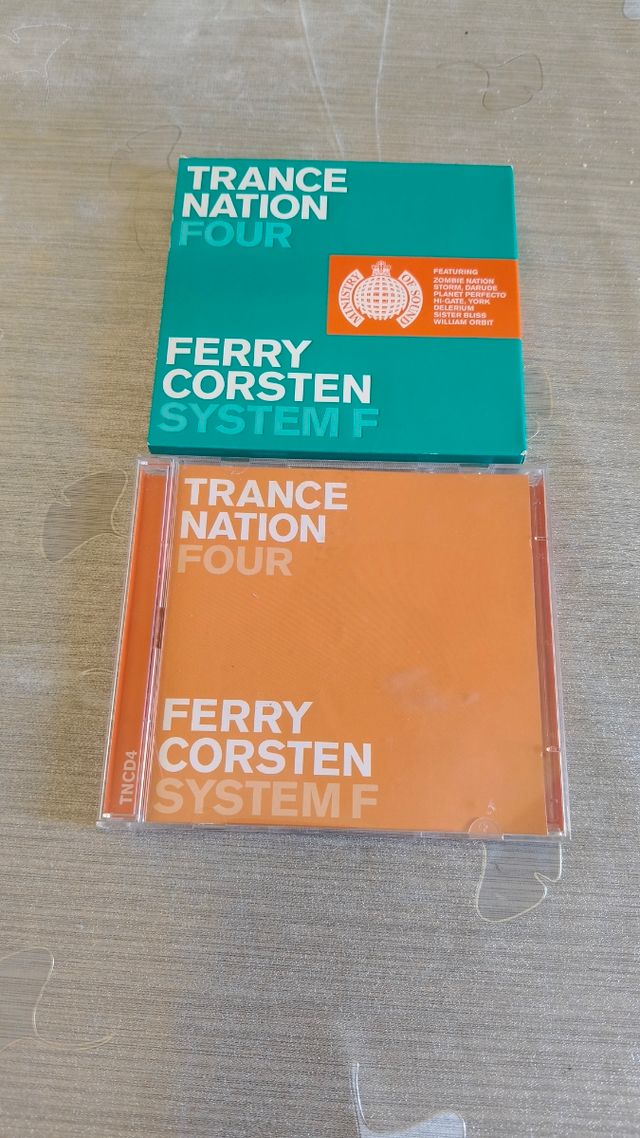 TRANCE
NATION
FOUR
MINISTRY OF SOUND
FEATURING
ZOMBIE NATION
STORM, DARUDE
PLANET PERFECTO
HI-GATE, YORK
DELERIUM
SISTER BLISS
WILLIAM ORBIT
FERRY
CORSTEN
SYSTEM F
TRANCE
NATION
FOUR
FERRY
CORSTEN
SYSTEM F
TNCD4